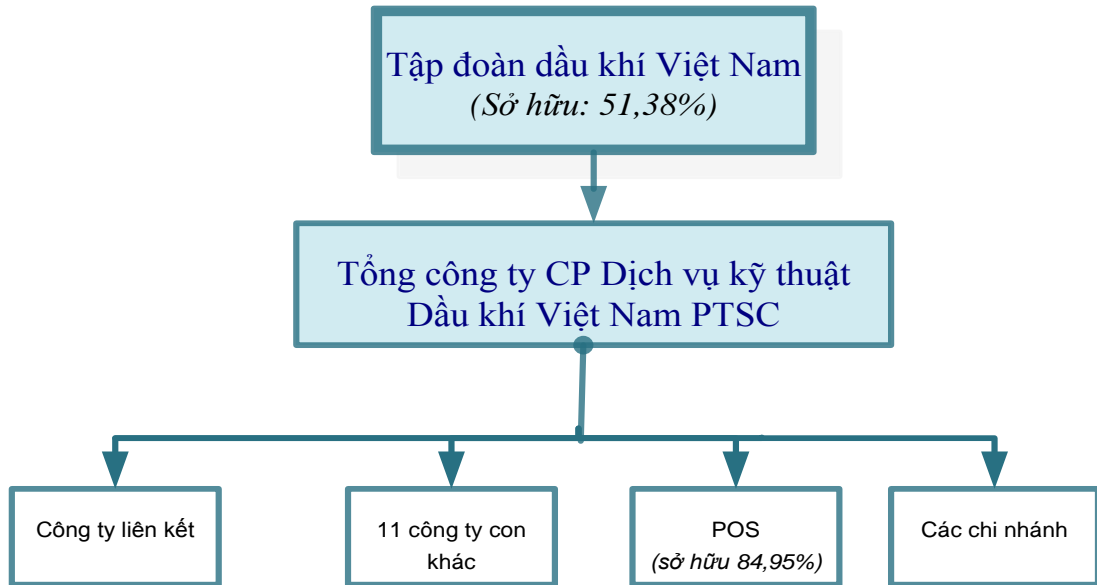 Tập đoàn dầu khí Việt Nam
(Sở hữu: 51,38%)
Tổng công ty CP Dịch vụ kỹ thuật
Dầu khí Việt Nam PTSC
Công ty liên kết
11 công ty con
khác
POS
(sở hữu 84,95%)
Các chi nhánh